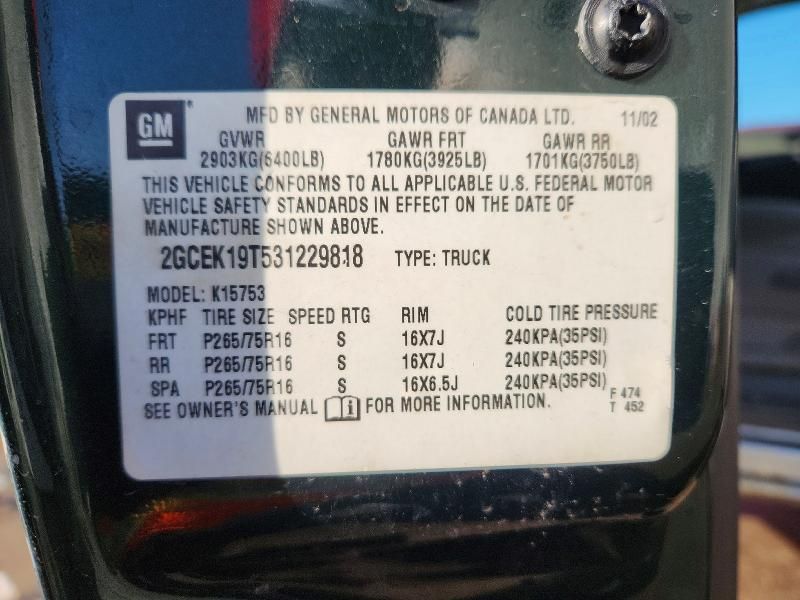 GM MFD BY GENERAL MOTORS OF CANADA LTD. 11/02
GVWR GAWR FRT GAWR RR
2903KG(6400LB) 1780KG(3925LB) 1701KG(3750LB)
THIS VEHICLE CONFORMS TO ALL APPLICABLE U.S. FEDERAL MOTOR
VEHICLE SAFETY STANDARDS IN EFFECT ON THE DATE OF
MANUFACTURE SHOWN ABOVE.
2GCEK19T531229818 TYPE: TRUCK
MODEL: K15753
KPHF TIRE SIZE SPEED RTG RIM COLD TIRE PRESSURE
FRT P265/75R16 S 16X7J 240KPA(35PSI)
RR P265/75R16 S 16X7J 240KPA(35PSI)
SPA P265/75R16 S 16X6.5J 240KPA(35PSI)
SEE OWNER'S MANUAL i FOR MORE INFORMATION.
F 474
T 452